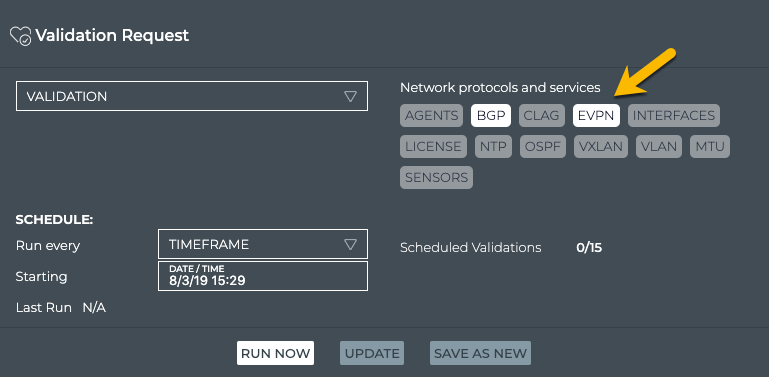 Validation Request
VALIDATION
Network protocols and services
AGENTS BGP CLAG EVPN INTERFACES
LICENSE NTP OSPF VXLAN VLAN MTU
SENSORS
SCHEDULE:
Run every TIMEFRAME
Scheduled Validations 0/15
Starting DATE / TIME
8/3/19 15:29
Last Run N/A
RUN NOW UPDATE SAVE AS NEW